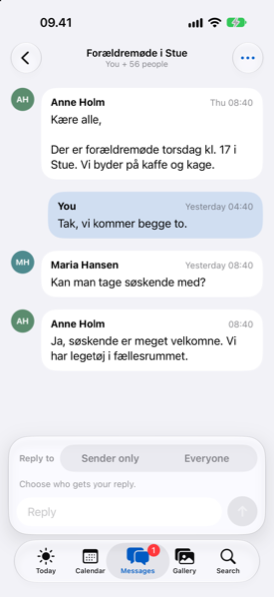 09.41
Forældremøde i Stue
You + 56 people
AH
Anne Holm
Thu 08:40
Kære alle,
Der er forældremøde torsdag kl. 17 i
Stue. Vi byder på kaffe og kage.
You
Yesterday 04:40
Tak, vi kommer begge to.
MH
Maria Hansen
Yesterday 08:40
Kan man tage søskende med?
AH
Anne Holm
08:40
Ja, søskende er meget velkomne. Vi
har legetøj i fællesrummet.
Reply to
Sender only
Everyone
Choose who gets your reply.
Reply
1
Today
Calendar
Messages
Gallery
Search